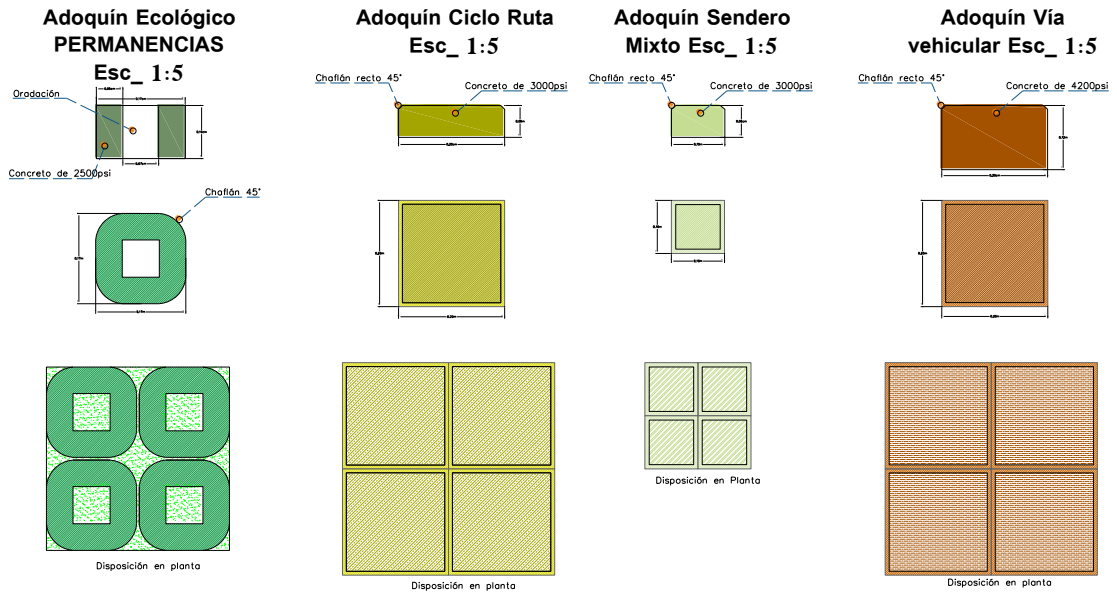 Adoquín Ecológico
PERMANENCIAS
Esc_ 1:5
Oradación
Concreto de 2500psi
Chaflán 45°
Disposición en planta
Adoquín Ciclo Ruta
Esc_ 1:5
Chaflán recto 45°
Concreto de 3000psi
Disposición en planta
Adoquín Sendero
Mixto Esc_ 1:5
Chaflán recto 45°
Concreto de 3000psi
Disposición en Planta
Adoquín Vía
vehicular Esc_ 1:5
Chaflán recto 45°
Concreto de 4200psi
Disposición en planta